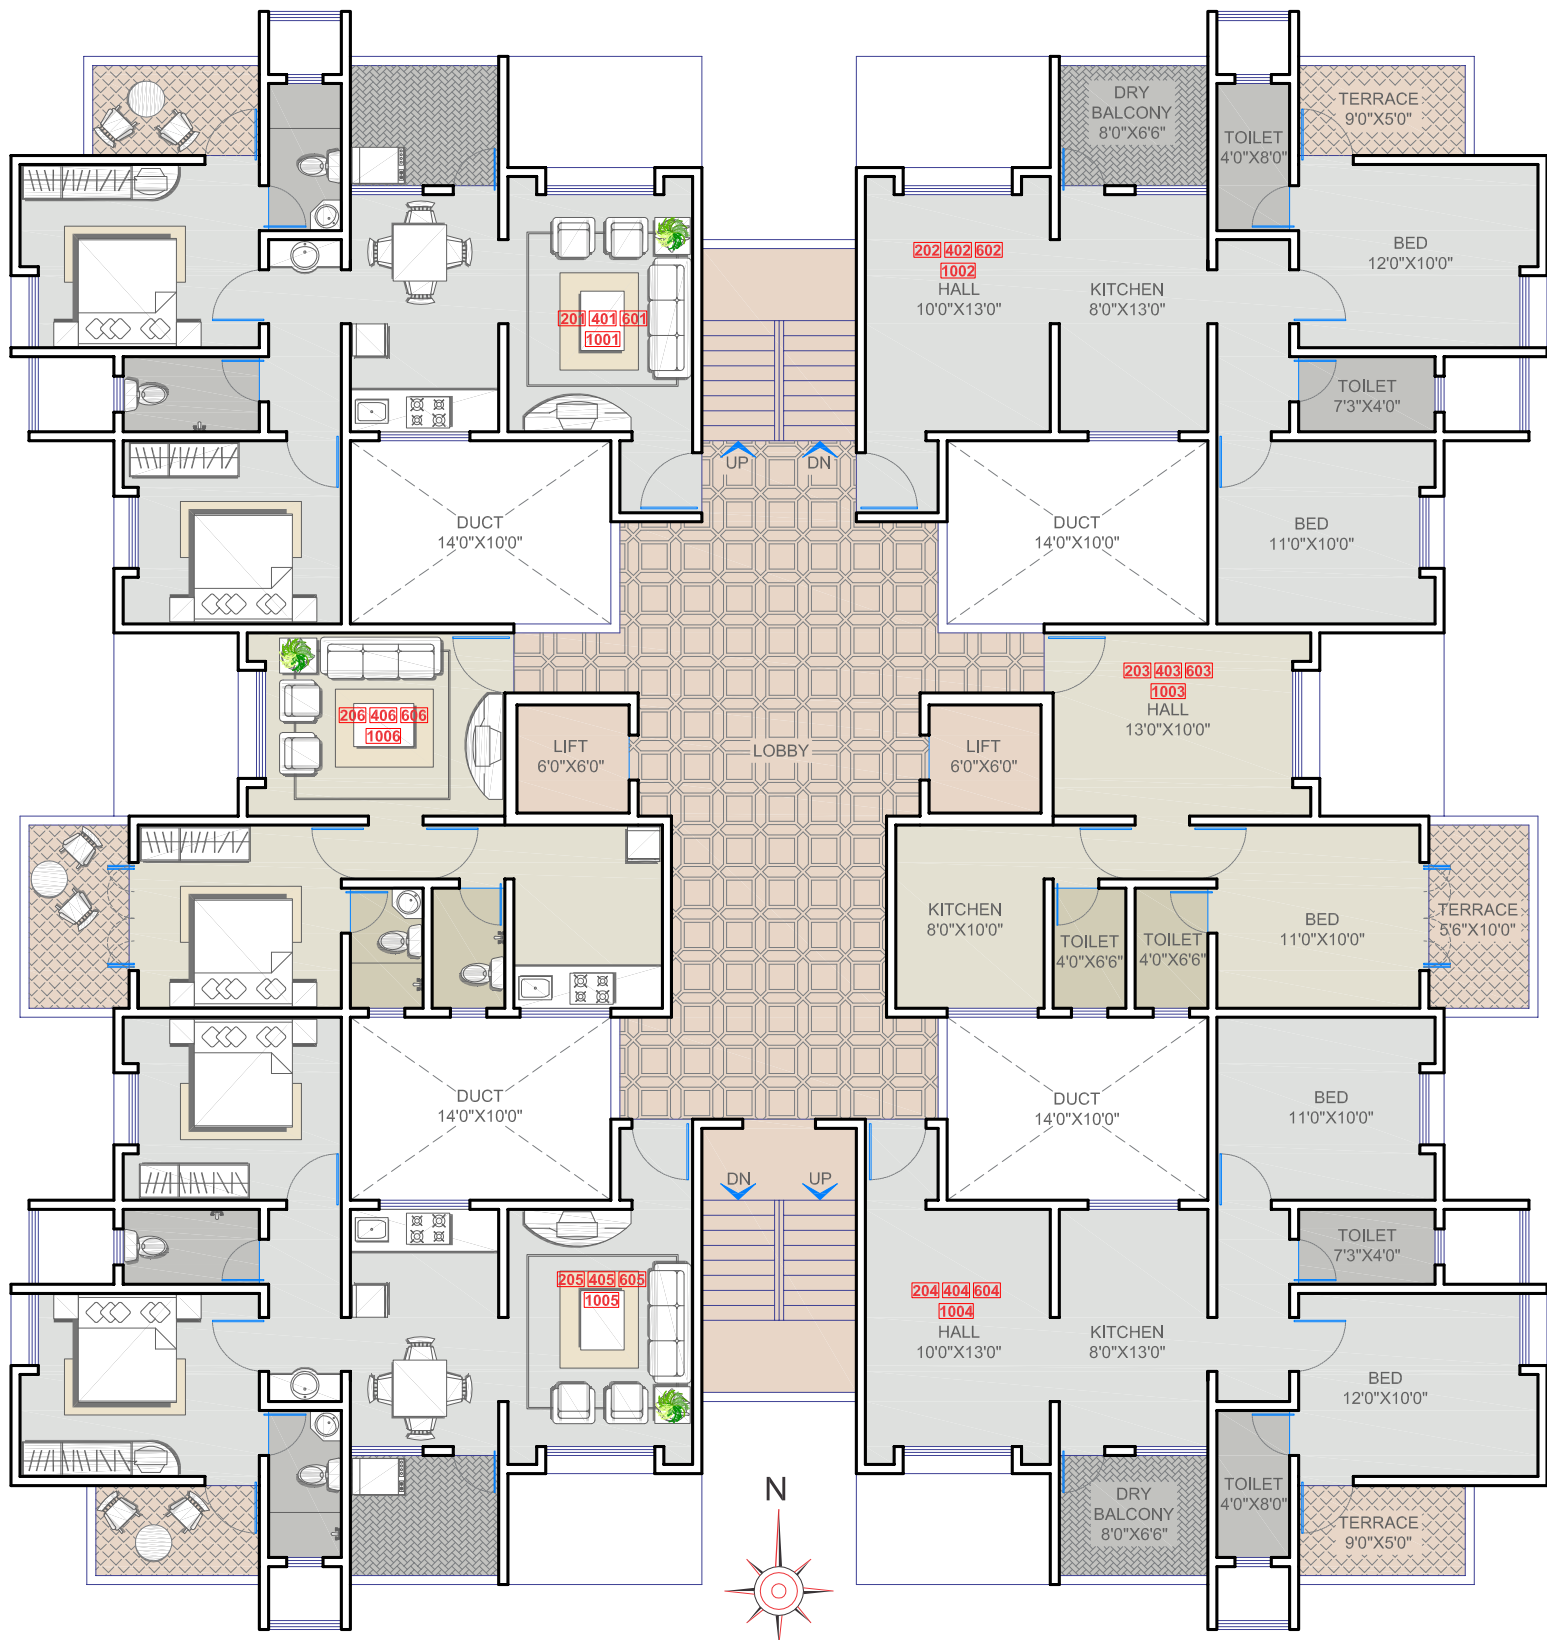 DRY
BALCONY
8'0"X6'6"
TERRACE
9'0"X5'0"
TOILET
4'0"X8'0"
202 402 602
1002
HALL
10'0"X13'0"
KITCHEN
8'0"X13'0"
BED
12'0"X10'0"
201 401 601
1001
TOILET
7'3"X4'0"
UP
DN
DUCT
14'0"X10'0"
DUCT
14'0"X10'0"
BED
11'0"X10'0"
206 406 606
1006
LIFT
6'0"X6'0"
LOBBY
LIFT
6'0"X6'0"
203 403 603
1003
HALL
13'0"X10'0"
KITCHEN
8'0"X10'0"
TOILET
4'0"X6'6"
TOILET
4'0"X6'6"
BED
11'0"X10'0"
TERRACE
5'6"X10'0"
DUCT
14'0"X10'0"
DUCT
14'0"X10'0"
BED
11'0"X10'0"
DN
UP
TOILET
7'3"X4'0"
205 405 605
1005
204 404 604
1004
HALL
10'0"X13'0"
KITCHEN
8'0"X13'0"
BED
12'0"X10'0"
N
DRY
BALCONY
8'0"X6'6"
TOILET
4'0"X8'0"
TERRACE
9'0"X5'0"